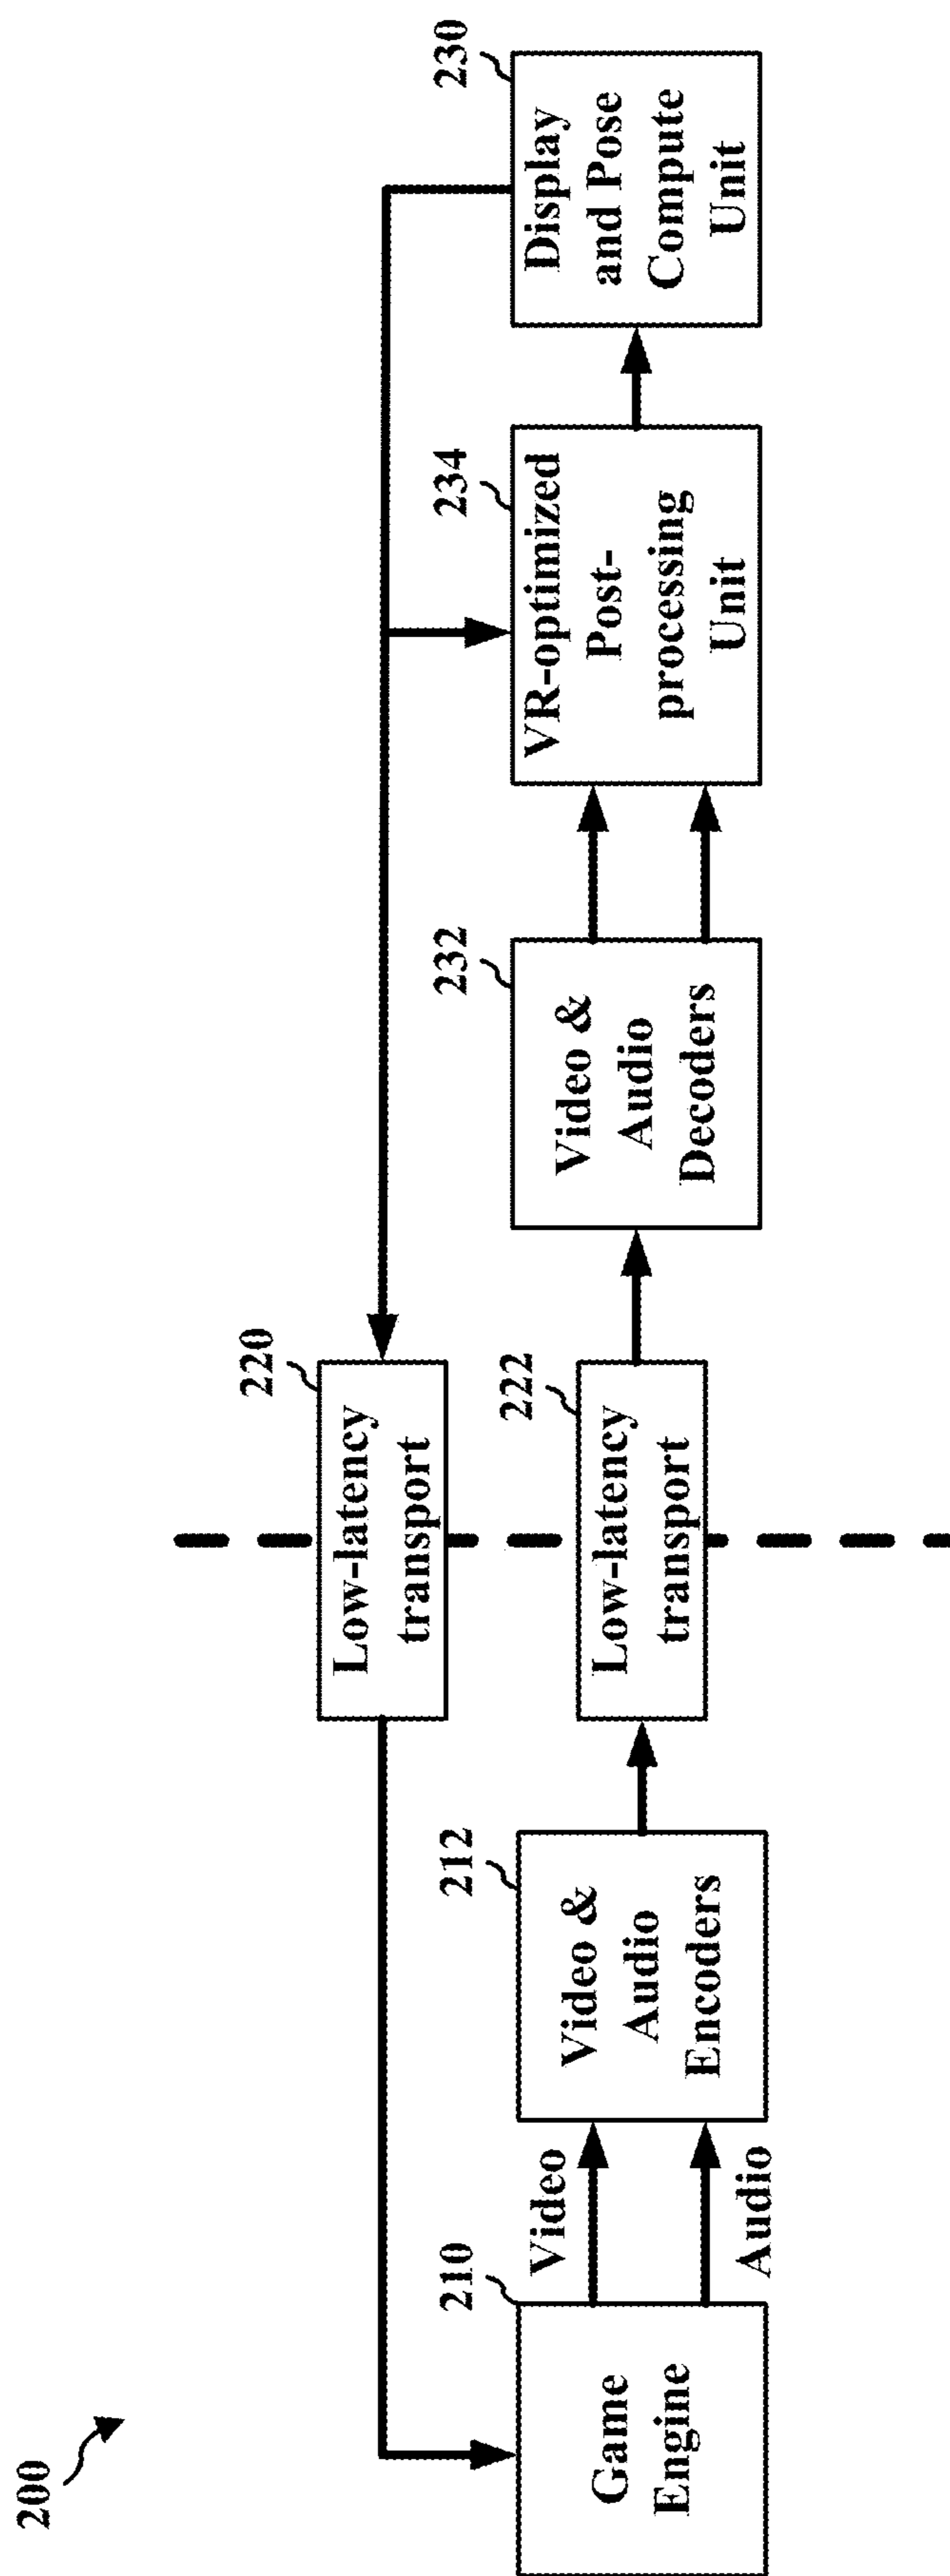 200
210
Game
Engine
Video
Audio
212
Video &
Audio
Encoders
220
Low-latency
transport
222
Low-latency
transport
232
Video &
Audio
Decoders
234
VR-optimized
Post-
processing
Unit
230
Display
and Pose
Compute
Unit